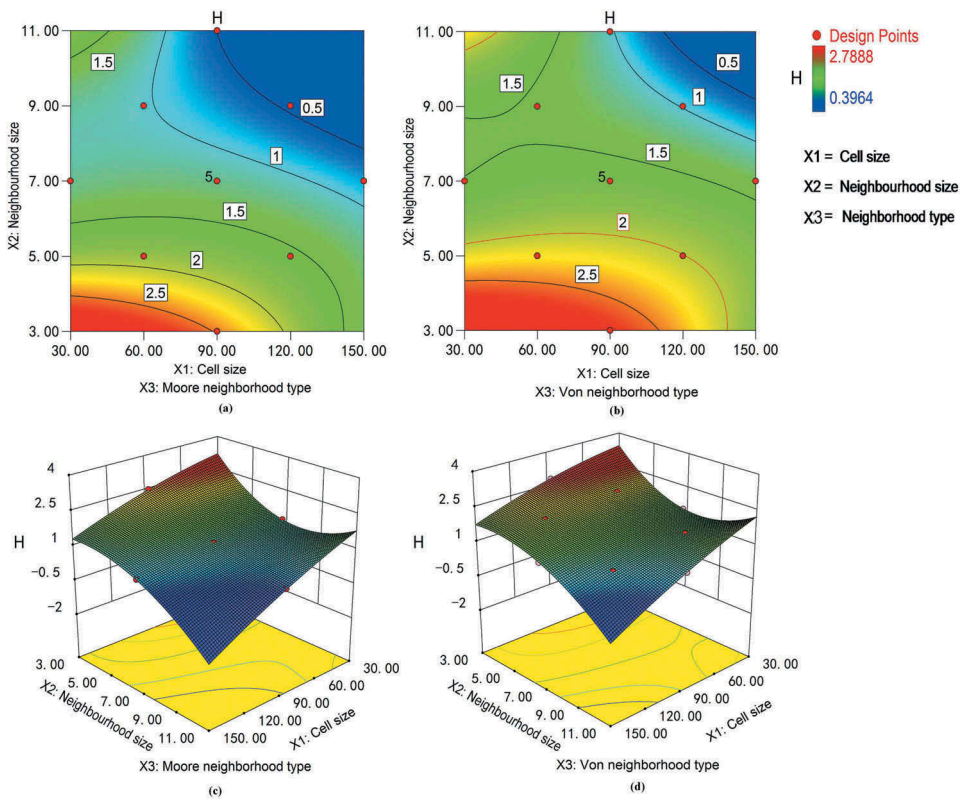 H
11. 00
9. 00
7. 00
5. 00
3. 00
X2: Neighbourhood size
1.5
0.5
1
5
1.5
2
2.5
30. 00 60. 00 90. 00 120. 00 150. 00
X1: Cell size
X3: Moore neighborhood type
(a)
H
11. 00
9. 00
7. 00
5. 00
3. 00
X2: Neighbourhood size
1.5
1
1.5
5
2
2.5
30. 00 60. 00 90. 00 120. 00 150. 00
X1: Cell size
X3: Von neighborhood type
(b)
Design Points
H
2.7888
0.3964
X1 = Cell size
X2 = Neighbourhood size
X3 = Neighborhood type
H
4
2.5
1
−0.5
−2
3. 00
5. 00
7. 00
9. 00
11. 00
X2: Neighbourhood size
30. 00
60. 00
90. 00
120. 00
150. 00
X1: Cell size
X3: Moore neighborhood type
(c)
H
4
2.5
1
−0.5
−2
3. 00
5. 00
7. 00
9. 00
11. 00
X2: Neighbourhood size
30. 00
60. 00
90. 00
120. 00
150. 00
X1: Cell size
X3: Von neighborhood type
(d)